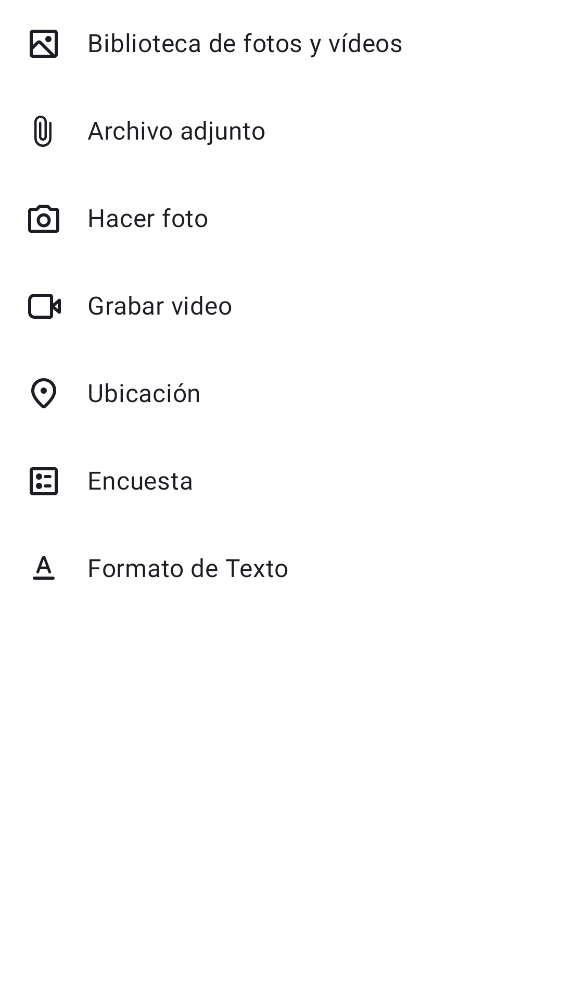 Biblioteca de fotos y vídeos
Archivo adjunto
Hacer foto
Grabar video
Ubicación
Encuesta
Formato de Texto